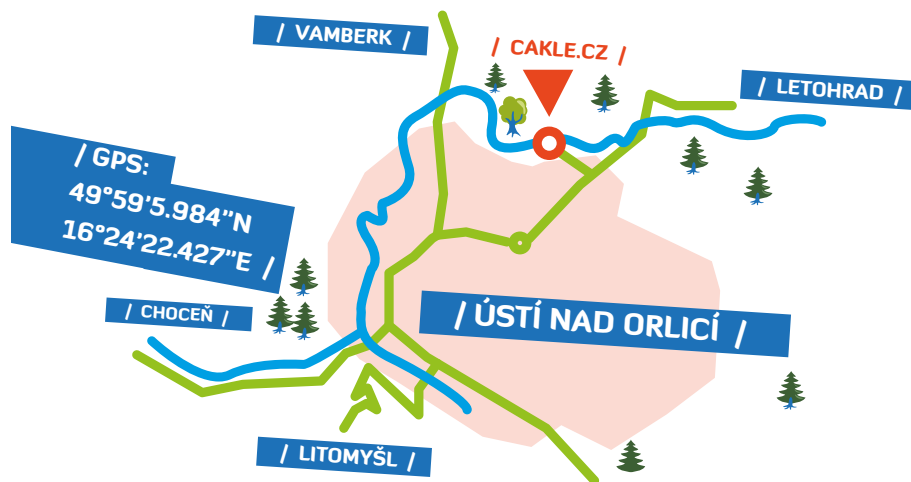 / VAMBERK /
/ CAKLE.CZ /
/ LETOHRAD /
/ GPS:
49°59'5.984"N
16°24'22.427"E /
/ CHOCEŇ /
/ ÚSTÍ NAD ORLICÍ /
/ LITOMYŠL /